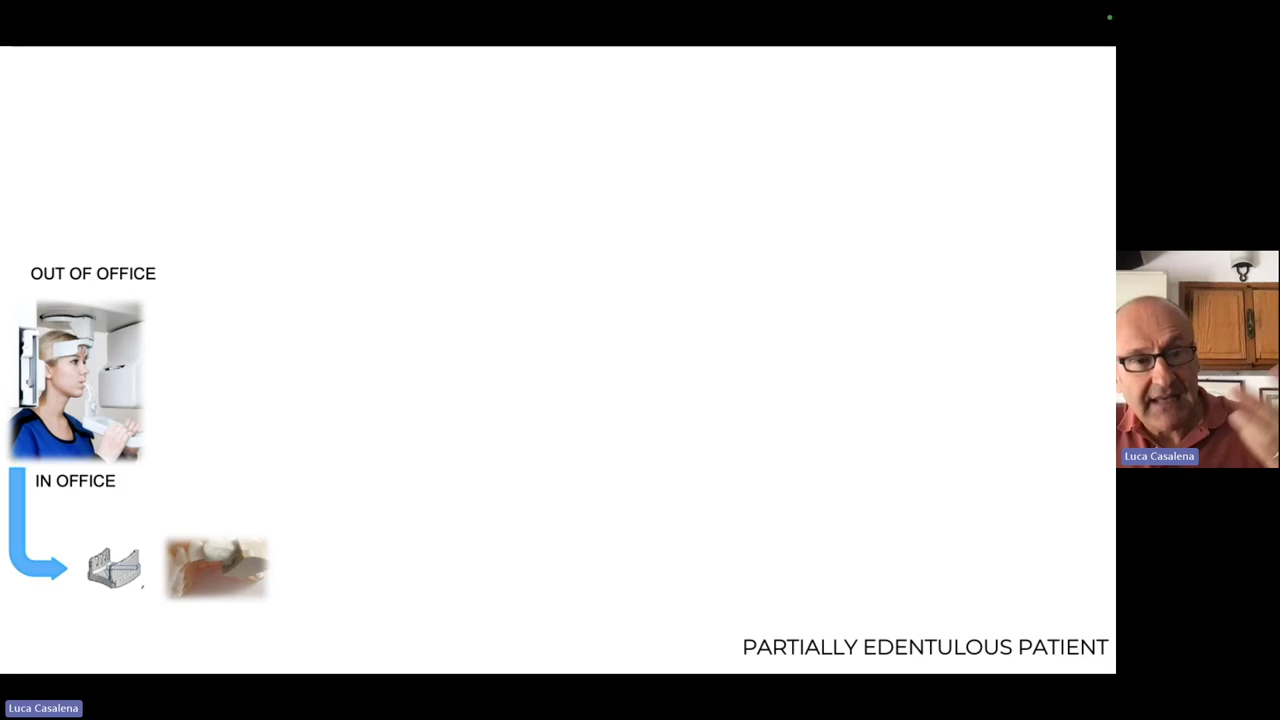 OUT OF OFFICE
IN OFFICE
Luca Casalena
PARTIALLY EDENTULOUS PATIENT
Luca Casalena